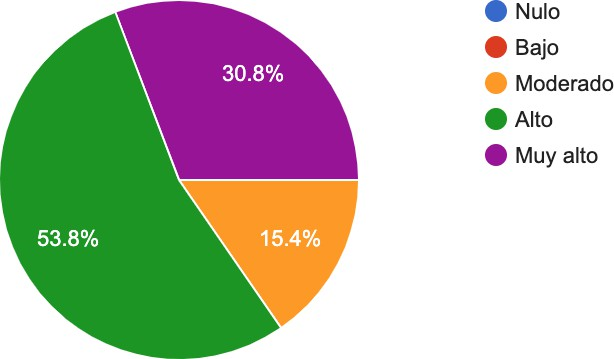 30.8%
53.8%
15.4%
Nulo
Bajo
Moderado
Alto
Muy alto